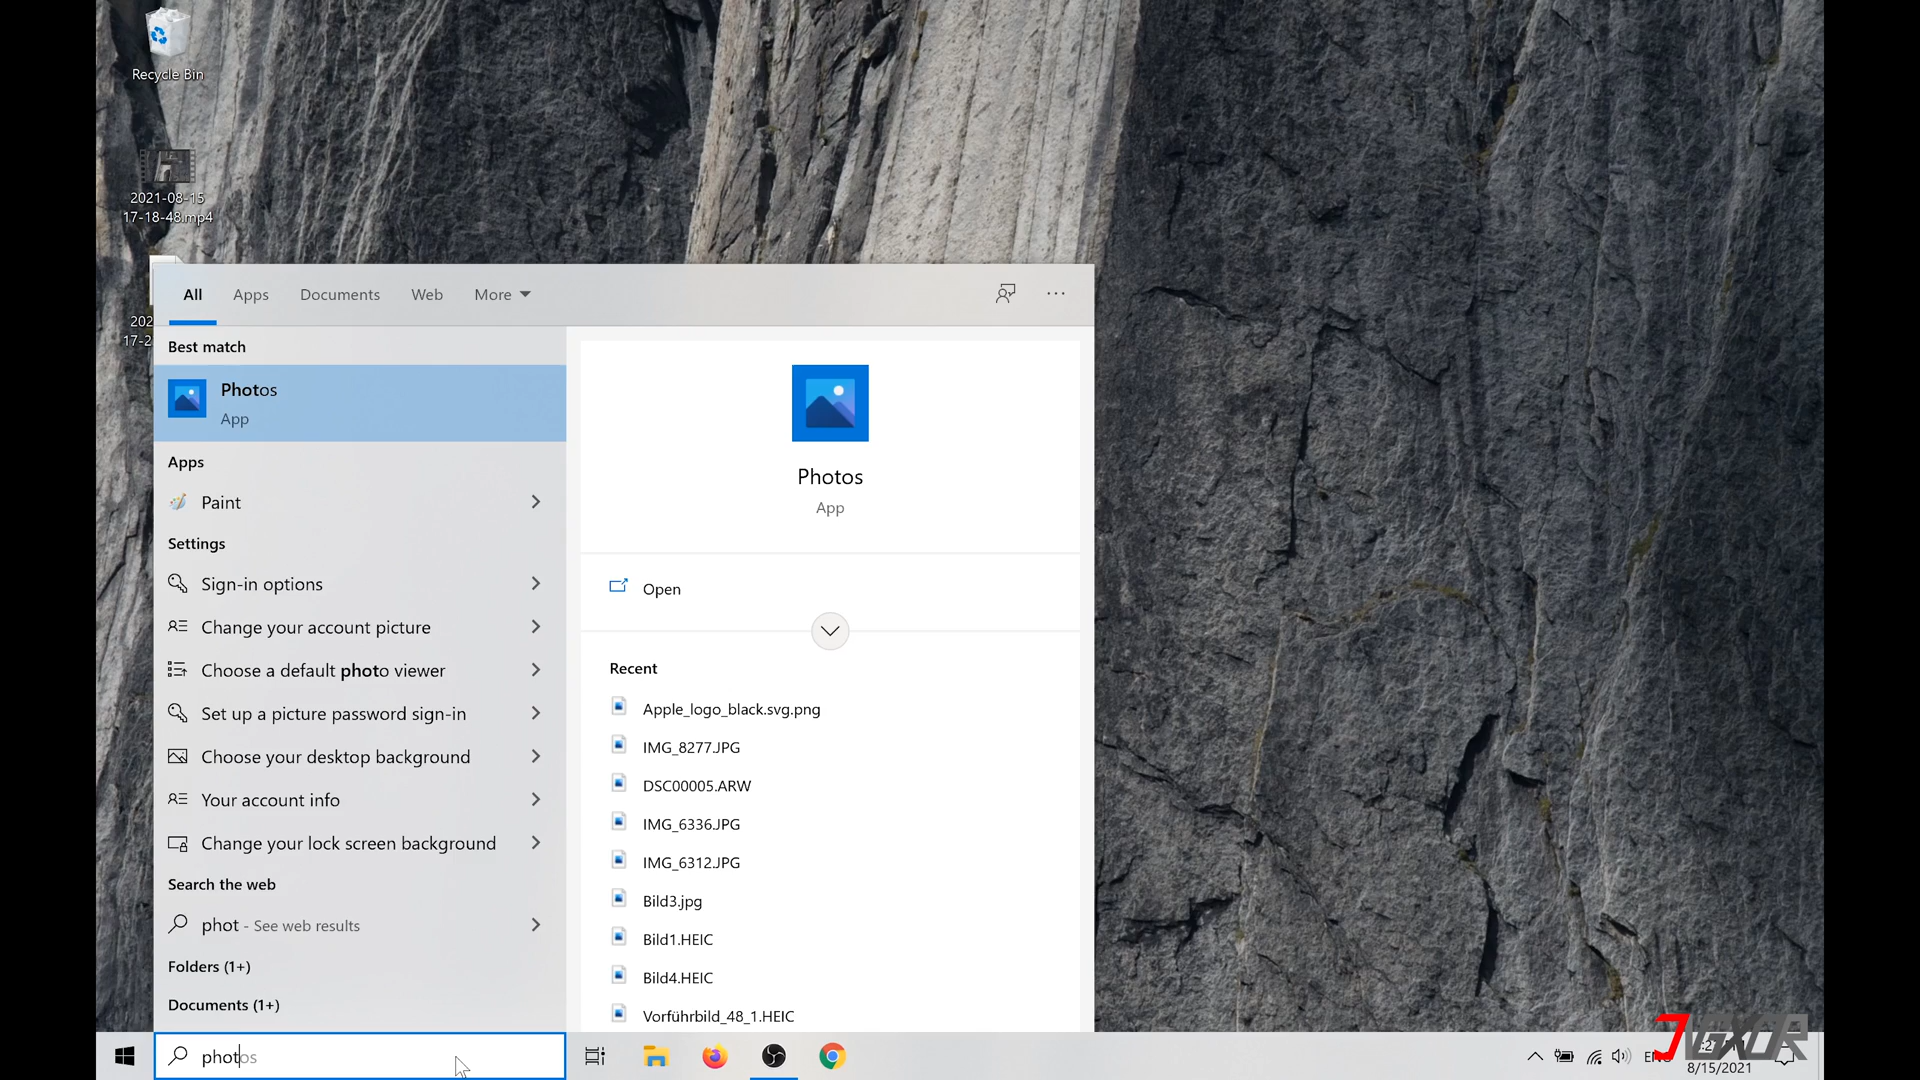 Recycle Bin
2021-08-15
17-18-48.mp4
202
17-2
All
Apps
Documents
Web
More
Best match
Photos
App
Apps
Paint
Settings
Sign-in options
Change your account picture
Choose a default photo viewer
Set up a picture password sign-in
Choose your desktop background
Your account info
Change your lock screen background
Search the web
phot - See web results
Folders (1+)
Documents (1+)
photos
Photos
App
Open
Recent
Apple_logo_black.svg.png
IMG_8277.JPG
DSC00005.ARW
IMG_6336.JPG
IMG_6312.JPG
Bild3.jpg
Bild1.HEIC
Bild4.HEIC
Vorführbild_48_1.HEIC
8/15/2021